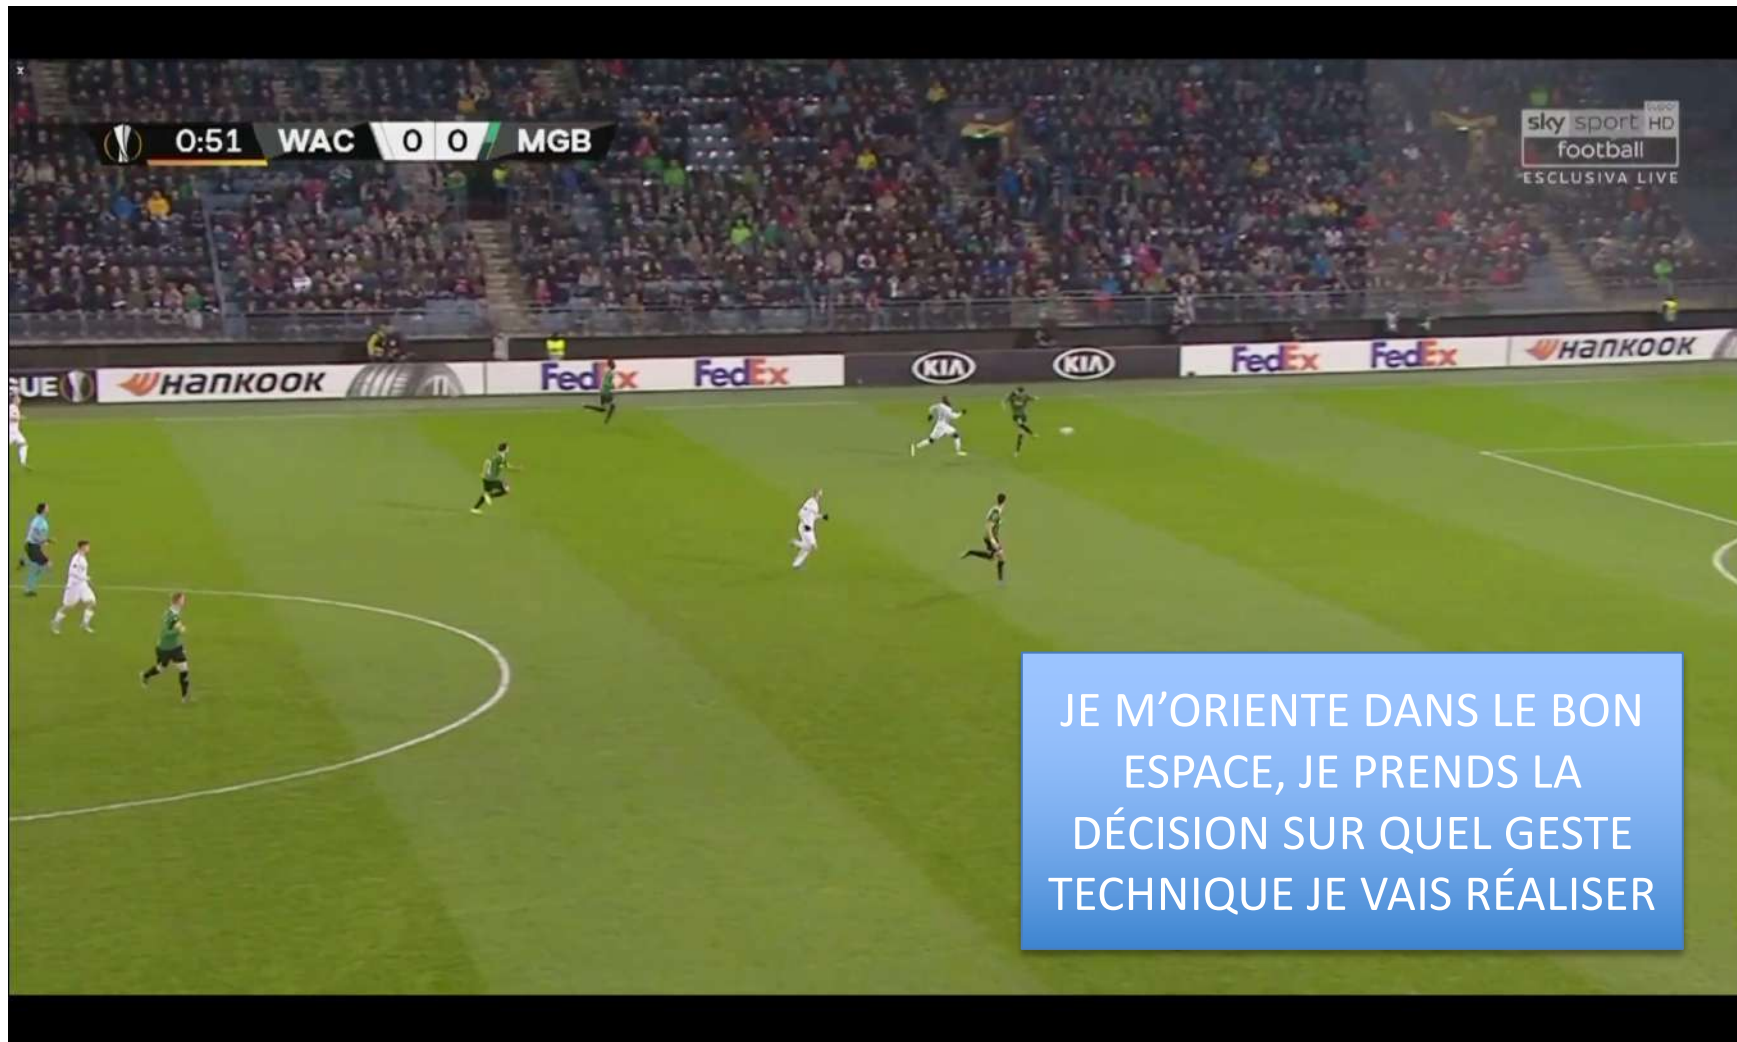 x
0:51 WAC 0 0 MGB
sky sport HD
football
ESCLUSIVA LIVE
UE HANKOOK FedEx FedEx KIA KIA FedEx FedEx HANKOOK
JE M’ORIENTE DANS LE BON
ESPACE, JE PRENDS LA
DÉCISION SUR QUEL GESTE
TECHNIQUE JE VAIS RÉALISER